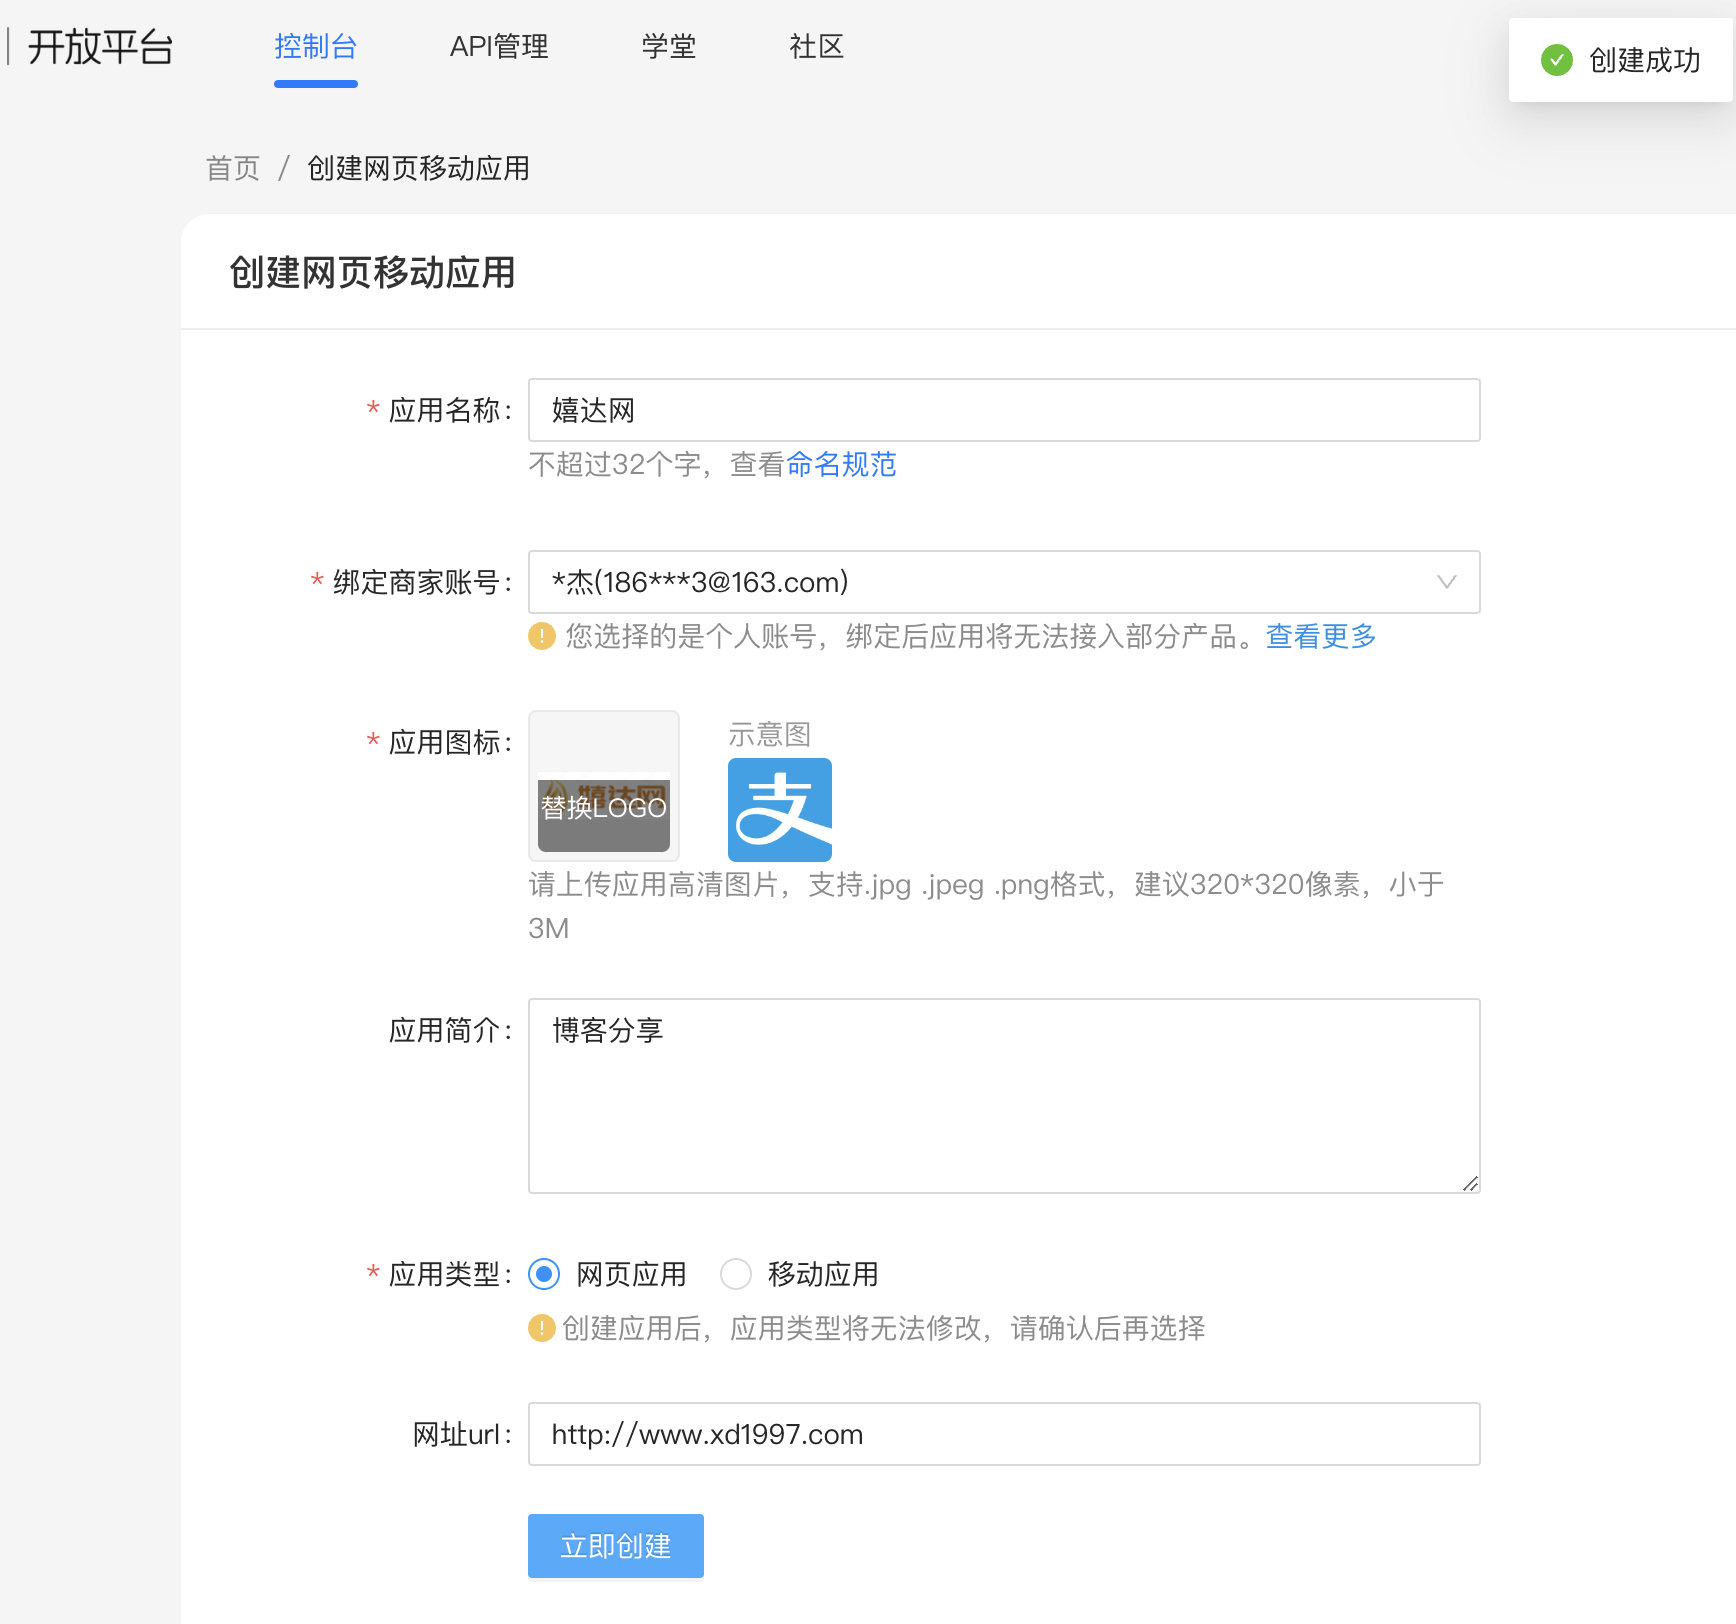 开放平台
控制台
API管理
学堂
社区
创建成功
首页 / 创建网页移动应用
创建网页移动应用
* 应用名称: 嬉达网
不超过32个字，查看命名规范
* 绑定商家账号: *杰(186***3@163.com)
您选择的是个人账号，绑定后应用将无法接入部分产品。查看更多
* 应用图标:
嬉达网
替换LOGO
示意图
支
请上传应用高清图片，支持.jpg .jpeg .png格式，建议320*320像素，小于
3M
应用简介: 博客分享
* 应用类型: 网页应用 移动应用
创建应用后，应用类型将无法修改，请确认后再选择
网址url: http://www.xd1997.com
立即创建